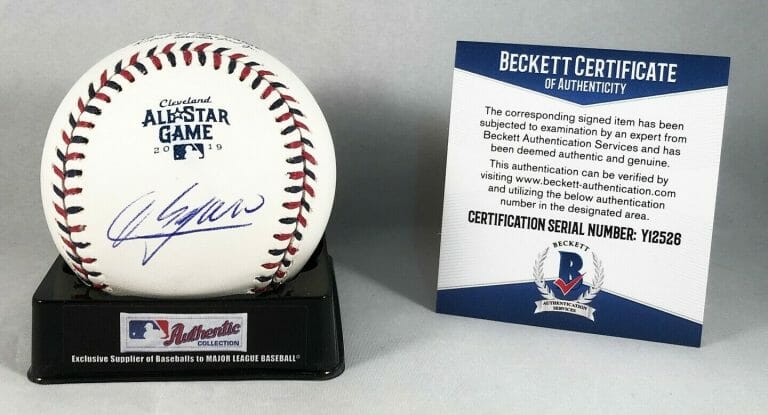 Cleveland
ALL★STAR
GAME
2019
Authentic
COLLECTION
Exclusive Supplier of Baseballs to MAJOR LEAGUE BASEBALL®
BECKETT CERTIFICATE
OF AUTHENTICITY
The corresponding signed item has been
subjected to examination by an expert from
Beckett Authentication Services and has
been deemed authentic and genuine.
This authentication can be verified by
visiting www.beckett-authentication.com
and utilizing the below authentication
number in the designated area.
CERTIFICATION SERIAL NUMBER: YI2526
BECKETT
B
AUTHENTICATION
SERVICES